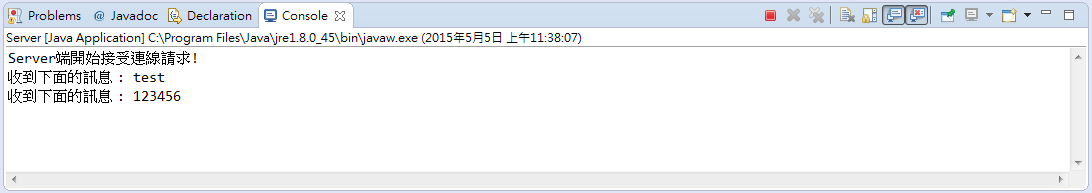 Problems @ Javadoc Declaration Console
Server [Java Application] C:\Program Files\Java\jre1.8.0_45\bin\javaw.exe (2015年5月5日 上午11:38:07)
Server端開始接受連線請求!
收到下面的訊息 : test
收到下面的訊息 : 123456